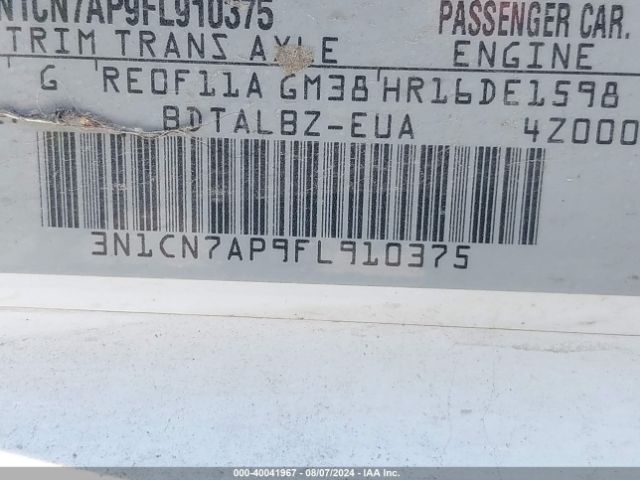 N1CN7AP9FL910375 PASSENGER CAR.
TRIM TRANS AXLE ENGINE
G RE0F11A GM38 HR16DE1598
BDTALBZ-EUA 4Z000
3N1CN7AP9FL910375
000-40041967 - 08/07/2024 - IAA Inc.